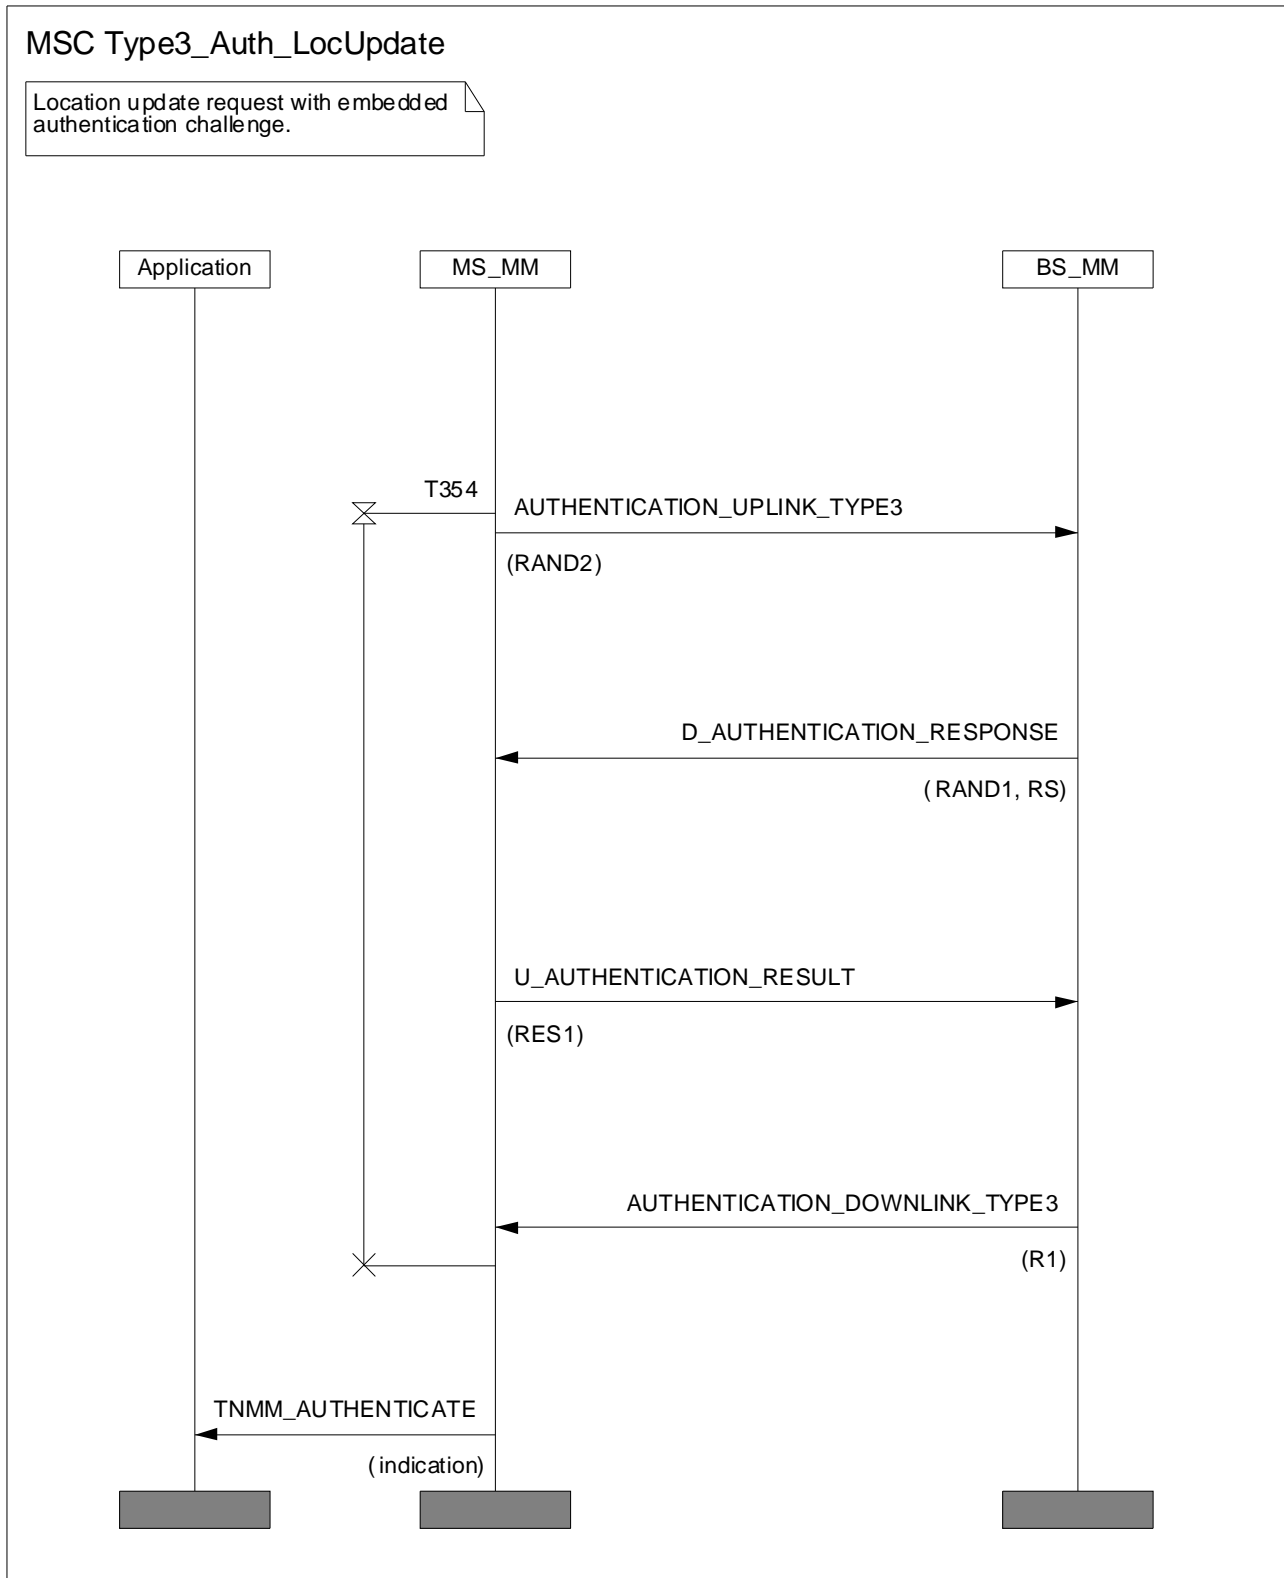 MSC Type3_Auth_LocUpdate
Location update request with embedded
authentication challenge.
Application
MS_MM
BS_MM
T354
AUTHENTICATION_UPLINK_TYPE3
(RAND2)
D_AUTHENTICATION_RESPONSE
(RAND1, RS)
U_AUTHENTICATION_RESULT
(RES1)
AUTHENTICATION_DOWNLINK_TYPE3
(R1)
TNMM_AUTHENTICATE
(indication)